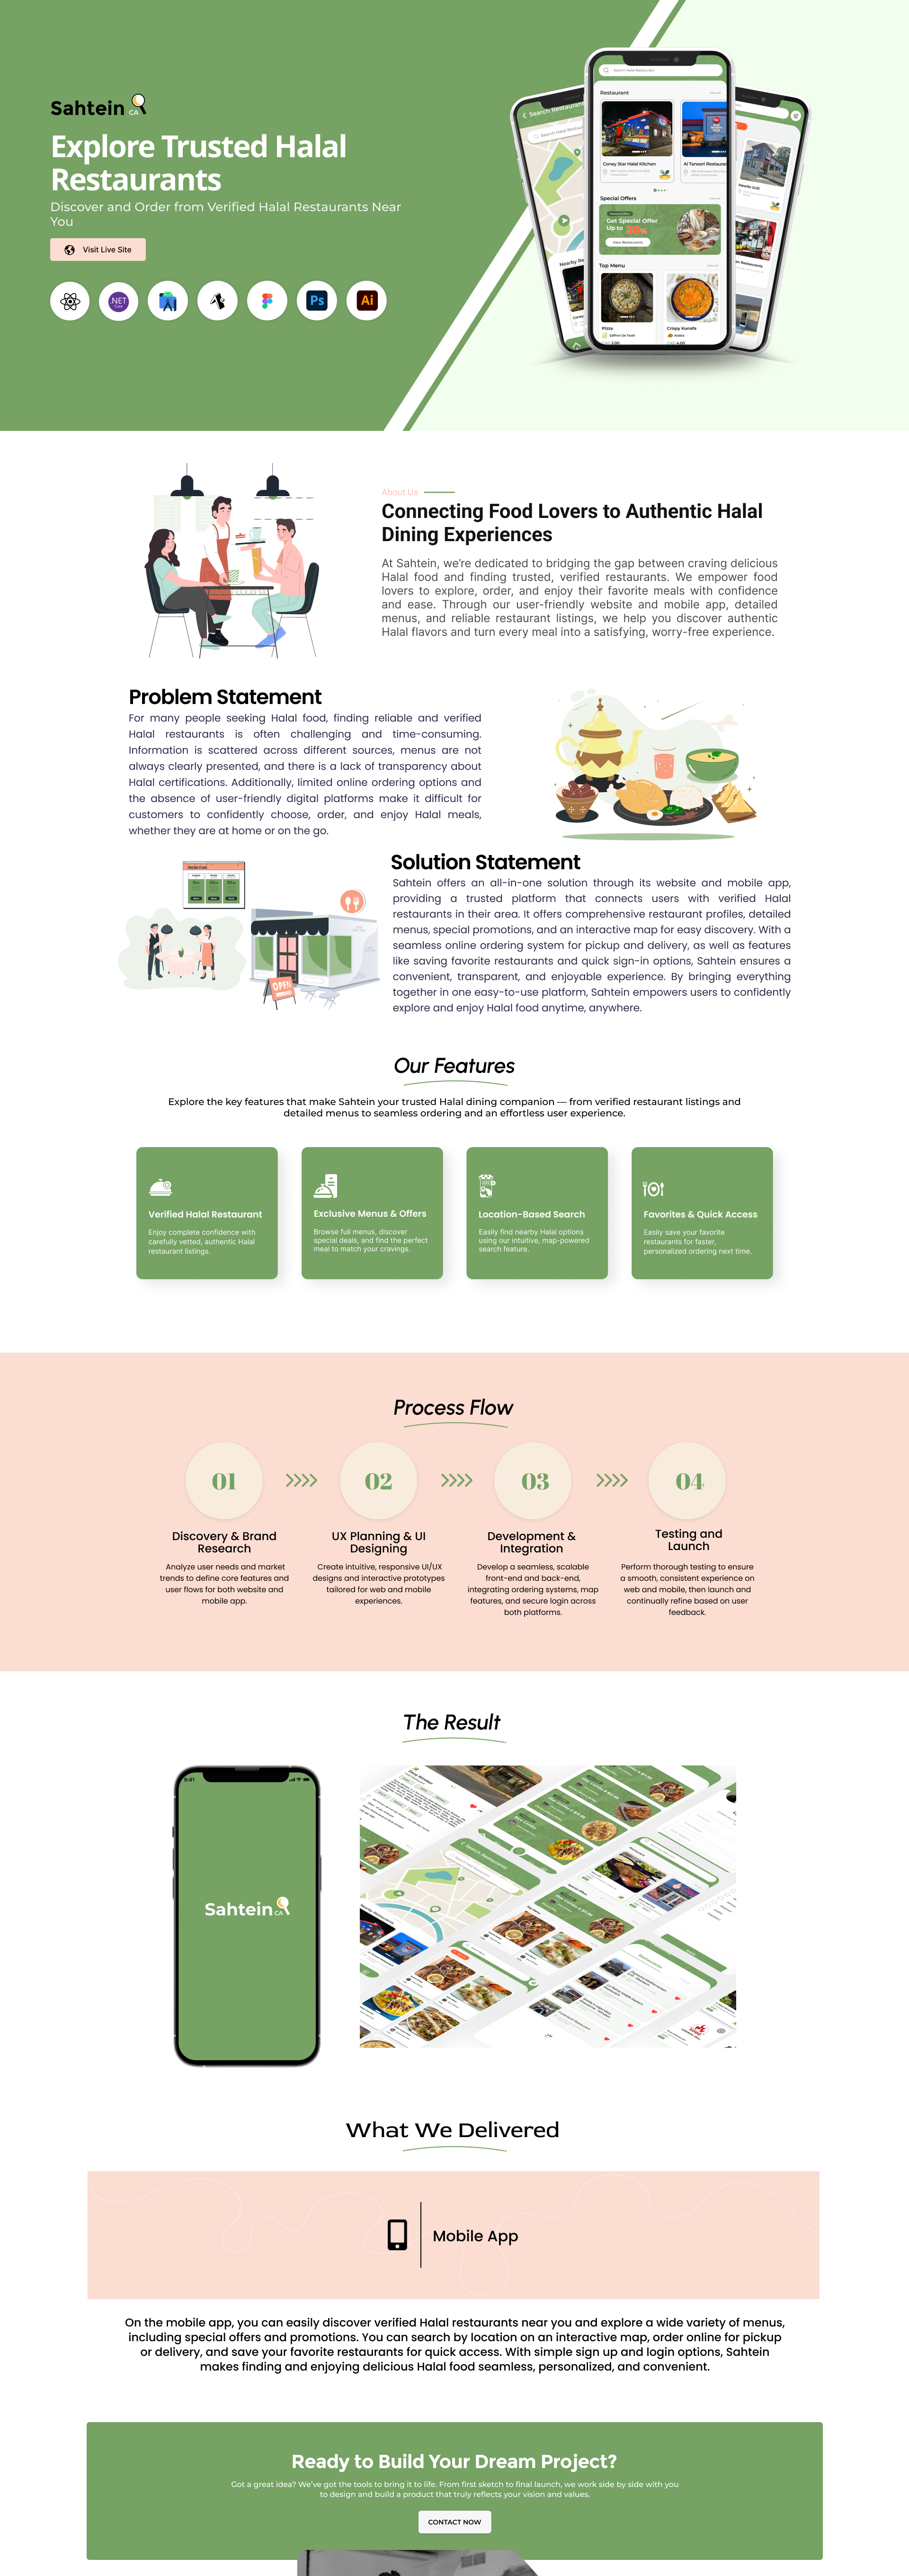 Sahtein CA
Explore Trusted Halal
Restaurants
Discover and Order from Verified Halal Restaurants Near
You
Visit Live Site
NET
Core
Ps
Ai
Search Restaurant
Search Halal Restaurant
Restaurant
Coney Star Halal Kitchen
Al Tanoori Restaurant
Special Offers
Get Special Offer
Up to 30%
View Restaurants
Top Menu
Pizza
Saffron De Twah
Crispy Kunafa
Arabica
About Us
Connecting Food Lovers to Authentic Halal
Dining Experiences
At Sahtein, we’re dedicated to bridging the gap between craving delicious
Halal food and finding trusted, verified restaurants. We empower food
lovers to explore, order, and enjoy their favorite meals with confidence
and ease. Through our user-friendly website and mobile app, detailed
menus, and reliable restaurant listings, we help you discover authentic
Halal flavors and turn every meal into a satisfying, worry-free experience.
Problem Statement
For many people seeking Halal food, finding reliable and verified
Halal restaurants is often challenging and time-consuming.
Information is scattered across different sources, menus are not
always clearly presented, and there is a lack of transparency about
Halal certifications. Additionally, limited online ordering options and
the absence of user-friendly digital platforms make it difficult for
customers to confidently choose, order, and enjoy Halal meals,
whether they are at home or on the go.
Solution Statement
Sahtein offers an all-in-one solution through its website and mobile app,
providing a trusted platform that connects users with verified Halal
restaurants in their area. It offers comprehensive restaurant profiles, detailed
menus, special promotions, and an interactive map for easy discovery. With a
seamless online ordering system for pickup and delivery, as well as features
like saving favorite restaurants and quick sign-in options, Sahtein ensures a
convenient, transparent, and enjoyable experience. By bringing everything
together in one easy-to-use platform, Sahtein empowers users to confidently
explore and enjoy Halal food anytime, anywhere.
OPEN
Our Features
Explore the key features that make Sahtein your trusted Halal dining companion — from verified restaurant listings and
detailed menus to seamless ordering and an effortless user experience.
Verified Halal Restaurant
Enjoy complete confidence with
carefully vetted, authentic Halal
restaurant listings.
Exclusive Menus & Offers
Browse full menus, discover
special deals, and find the perfect
meal to match your cravings.
Location-Based Search
Easily find nearby Halal options
using our intuitive, map-powered
search feature.
Favorites & Quick Access
Easily save your favorite
restaurants for faster,
personalized ordering next time.
Process Flow
01
02
03
04
Discovery & Brand
Research
Analyze user needs and market
trends to define core features and
user flows for both website and
mobile app.
UX Planning & UI
Designing
Create intuitive, responsive UI/UX
designs and interactive prototypes
tailored for web and mobile
experiences.
Development &
Integration
Develop a seamless, scalable
front-end and back-end,
integrating ordering systems, map
features, and secure login across
both platforms.
Testing and
Launch
Perform thorough testing to ensure
a smooth, consistent experience on
web and mobile, then launch and
continually refine based on user
feedback.
The Result
9:41
Sahtein CA
Search Restaurants
What We Delivered
Mobile App
On the mobile app, you can easily discover verified Halal restaurants near you and explore a wide variety of menus,
including special offers and promotions. You can search by location on an interactive map, order online for pickup
or delivery, and save your favorite restaurants for quick access. With simple sign up and login options, Sahtein
makes finding and enjoying delicious Halal food seamless, personalized, and convenient.
Ready to Build Your Dream Project?
Got a great idea? We’ve got the tools to bring it to life. From first sketch to final launch, we work side by side with you
to design and build a product that truly reflects your vision and values.
CONTACT NOW